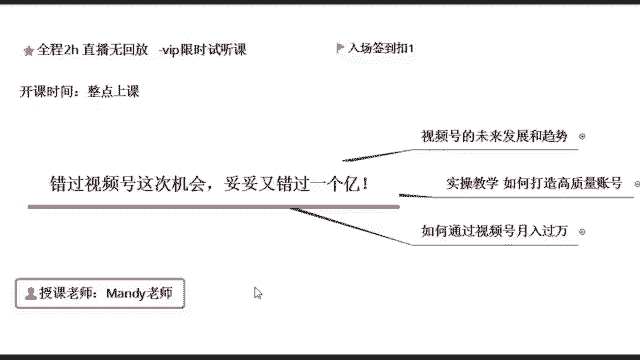 全程2h 直播无回放 -vip限时试听课
入场签到扣1
开课时间：整点上课
视频号的未来发展和趋势
错过视频号这次机会，妥妥又错过一个亿！
实操教学 如何打造高质量账号
如何通过视频号月入过万
授课老师：Mandy老师